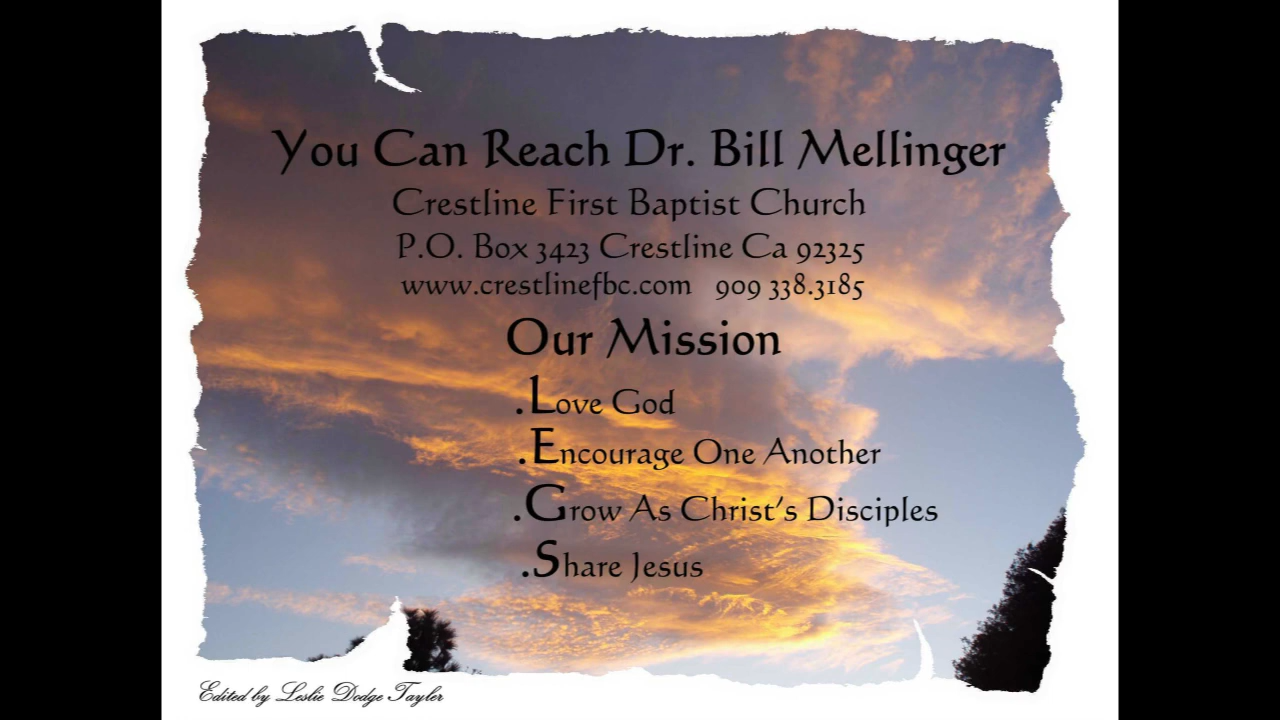 You Can Reach Dr. Bill Mellinger
Crestline First Baptist Church
P.O. Box 3423 Crestline Ca 92325
www.crestlinefbc.com 909 338.3185
Our Mission
.Love God
.Encourage One Another
.Grow As Christ's Disciples
.Share Jesus
Edited by Leslie Dodge Tayler